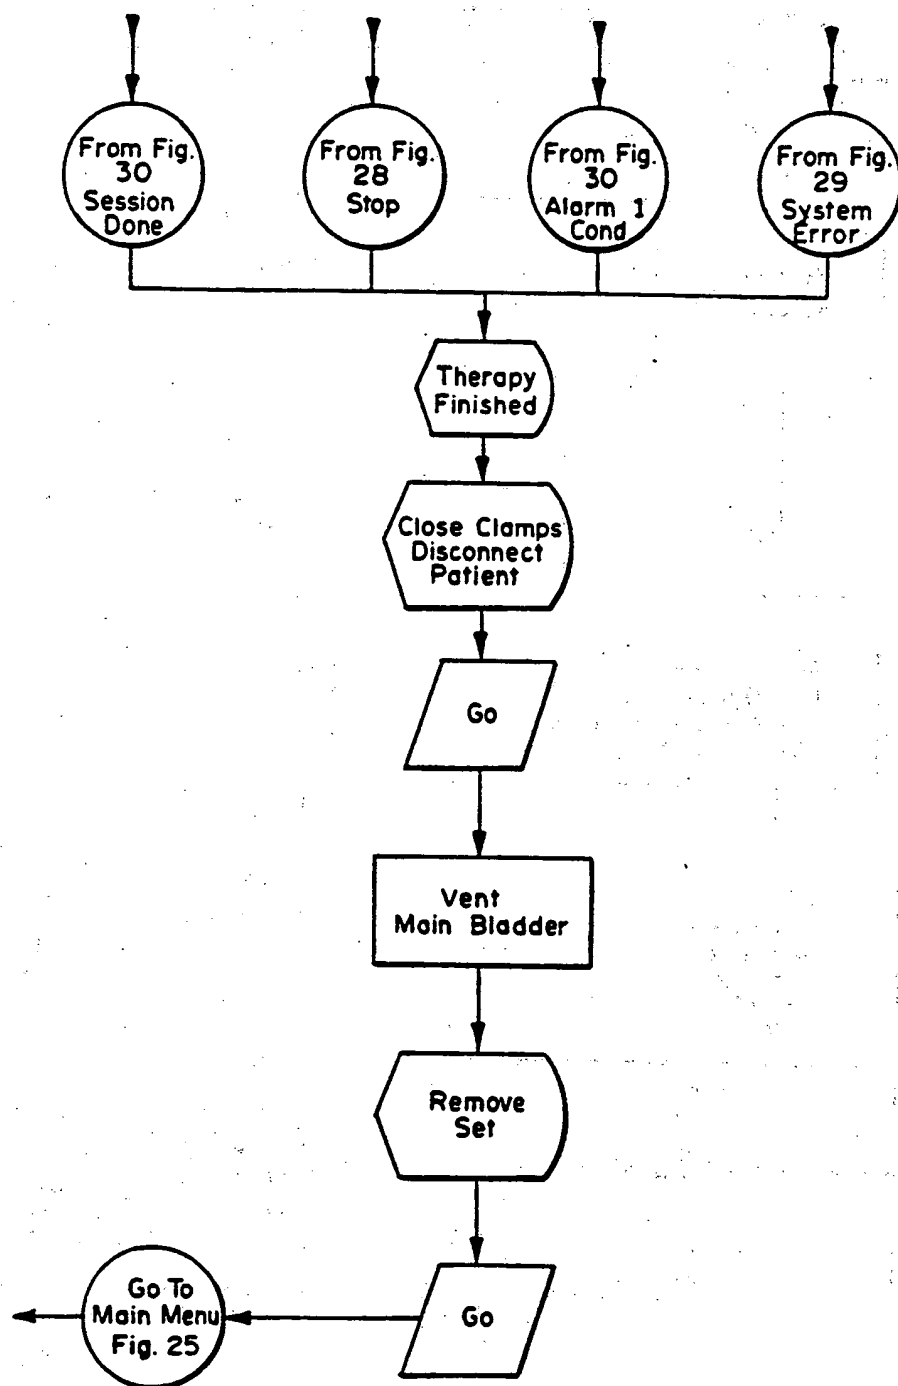 From Fig.
30
Session
Done
From Fig.
28
Stop
From Fig.
30
Alarm 1
Cond
From Fig.
29
System
Error
Therapy
Finished
Close Clamps
Disconnect
Patient
Go
Vent
Main Bladder
Remove
Set
Go To
Main Menu
Fig. 25
Go